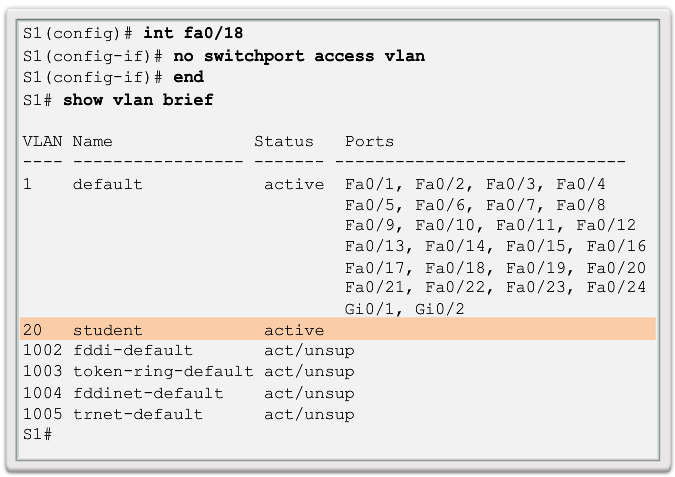 S1(config)# int fa0/18
S1(config-if)# no switchport access vlan
S1(config-if)# end
S1# show vlan brief
VLAN Name Status Ports
---- ----------------- ------- -----------------------------
1 default active Fa0/1, Fa0/2, Fa0/3, Fa0/4
Fa0/5, Fa0/6, Fa0/7, Fa0/8
Fa0/9, Fa0/10, Fa0/11, Fa0/12
Fa0/13, Fa0/14, Fa0/15, Fa0/16
Fa0/17, Fa0/18, Fa0/19, Fa0/20
Fa0/21, Fa0/22, Fa0/23, Fa0/24
Gi0/1, Gi0/2
20 student active
1002 fddi-default act/unsup
1003 token-ring-default act/unsup
1004 fddinet-default act/unsup
1005 trnet-default act/unsup
S1#